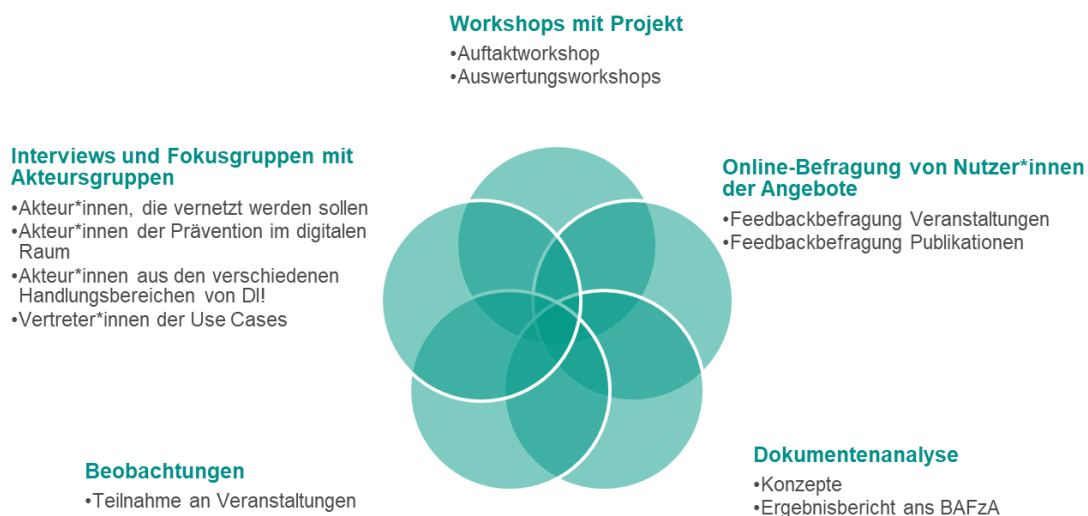 Workshops mit Projekt
•Auftaktworkshop
•Auswertungsworkshops
Interviews und Fokusgruppen mit
Akteursgruppen
•Akteur*innen, die vernetzt werden sollen
•Akteur*innen der Prävention im digitalen
Raum
•Akteur*innen aus den verschiedenen
Handlungsbereichen von DI!
•Vertreter*innen der Use Cases
Online-Befragung von Nutzer*innen
der Angebote
•Feedbackbefragung Veranstaltungen
•Feedbackbefragung Publikationen
Beobachtungen
•Teilnahme an Veranstaltungen
Dokumentenanalyse
•Konzepte
•Ergebnisbericht ans BAFzA